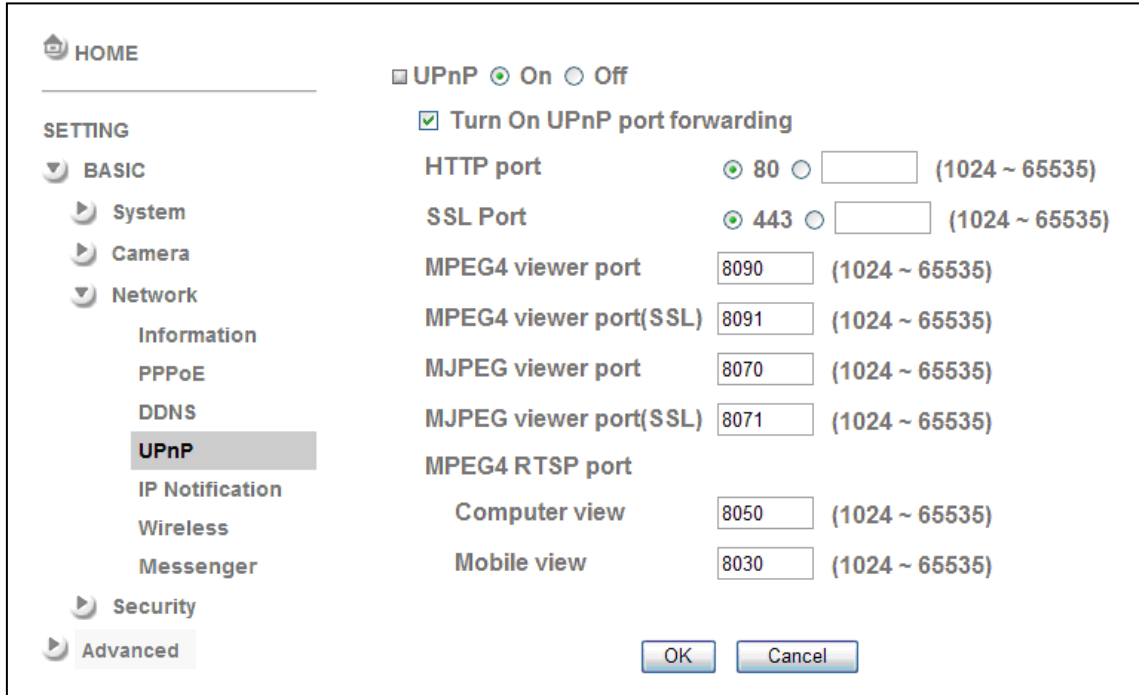 HOME
SETTING
BASIC
System
Camera
Network
Information
PPPoE
DDNS
UPnP
IP Notification
Wireless
Messenger
Security
Advanced
UPnP On Off
Turn On UPnP port forwarding
HTTP port 80 (1024 ~ 65535)
SSL Port 443 (1024 ~ 65535)
MPEG4 viewer port 8090 (1024 ~ 65535)
MPEG4 viewer port(SSL) 8091 (1024 ~ 65535)
MJPEG viewer port 8070 (1024 ~ 65535)
MJPEG viewer port(SSL) 8071 (1024 ~ 65535)
MPEG4 RTSP port
Computer view 8050 (1024 ~ 65535)
Mobile view 8030 (1024 ~ 65535)
OK Cancel